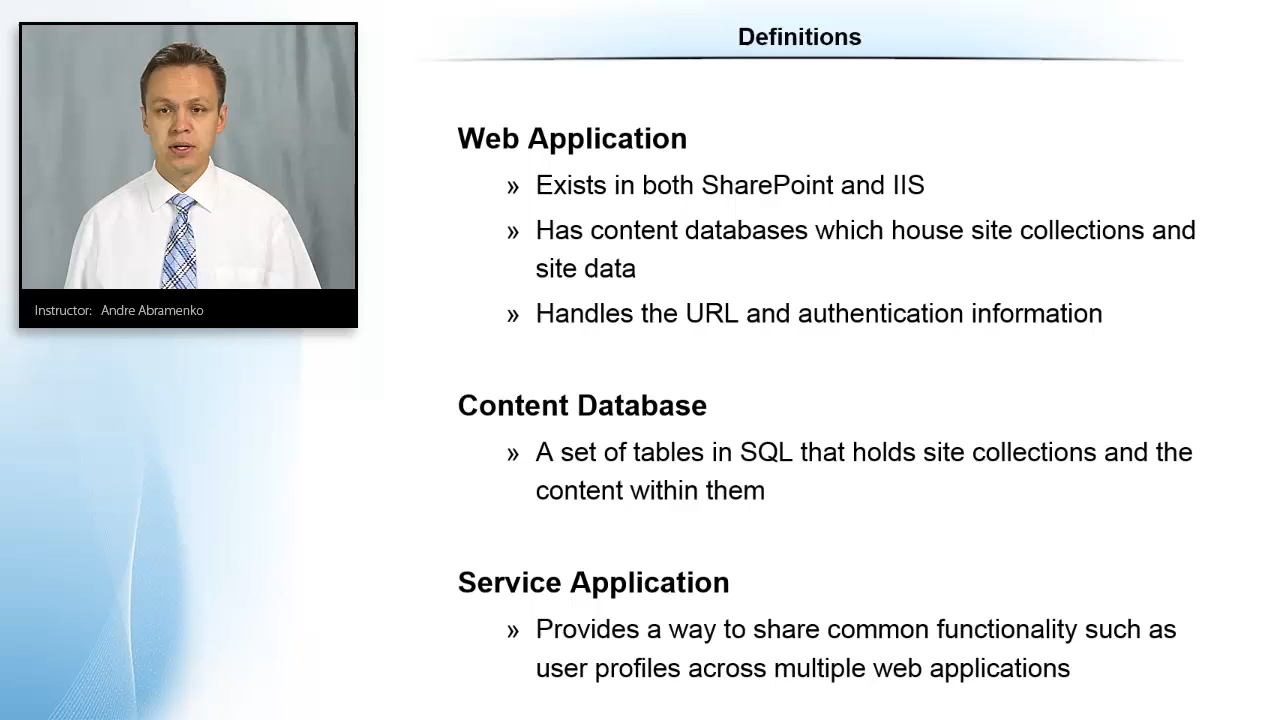 Definitions
Instructor: Andre Abramenko
Web Application
» Exists in both SharePoint and IIS
» Has content databases which house site collections and
site data
» Handles the URL and authentication information
Content Database
» A set of tables in SQL that holds site collections and the
content within them
Service Application
» Provides a way to share common functionality such as
user profiles across multiple web applications